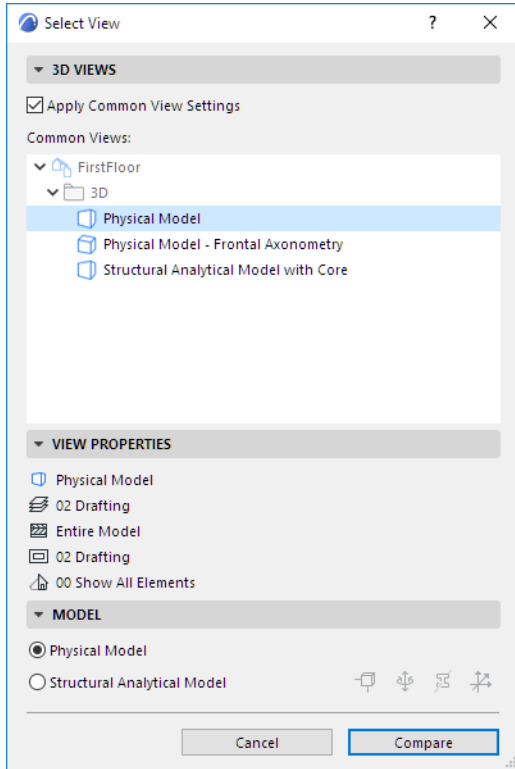 Select View
?
3D VIEWS
Apply Common View Settings
Common Views:
FirstFloor
3D
Physical Model
Physical Model - Frontal Axonometry
Structural Analytical Model with Core
VIEW PROPERTIES
Physical Model
02 Drafting
Entire Model
02 Drafting
00 Show All Elements
MODEL
Physical Model
Structural Analytical Model
Cancel Compare